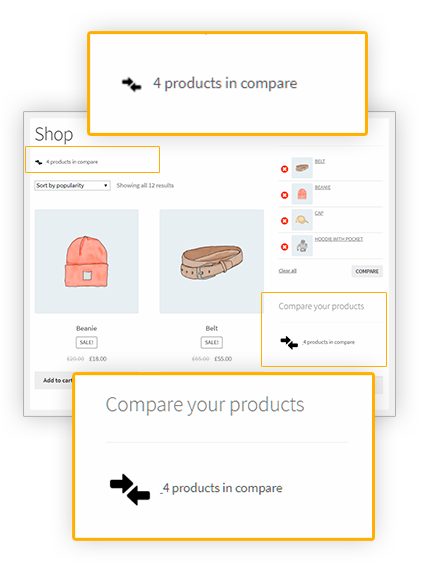 4 products in compare
Shop
4 products in compare
Sort by popularity
Showing all 12 results
BELT
BEANIE
CAP
HOODIE WITH POCKET
Clear all
COMPARE
Beanie
SALE!
£20.00 £18.00
Add to cart
Belt
SALE!
£65.00 £55.00
Compare your products
4 products in compare
Compare your products
4 products in compare